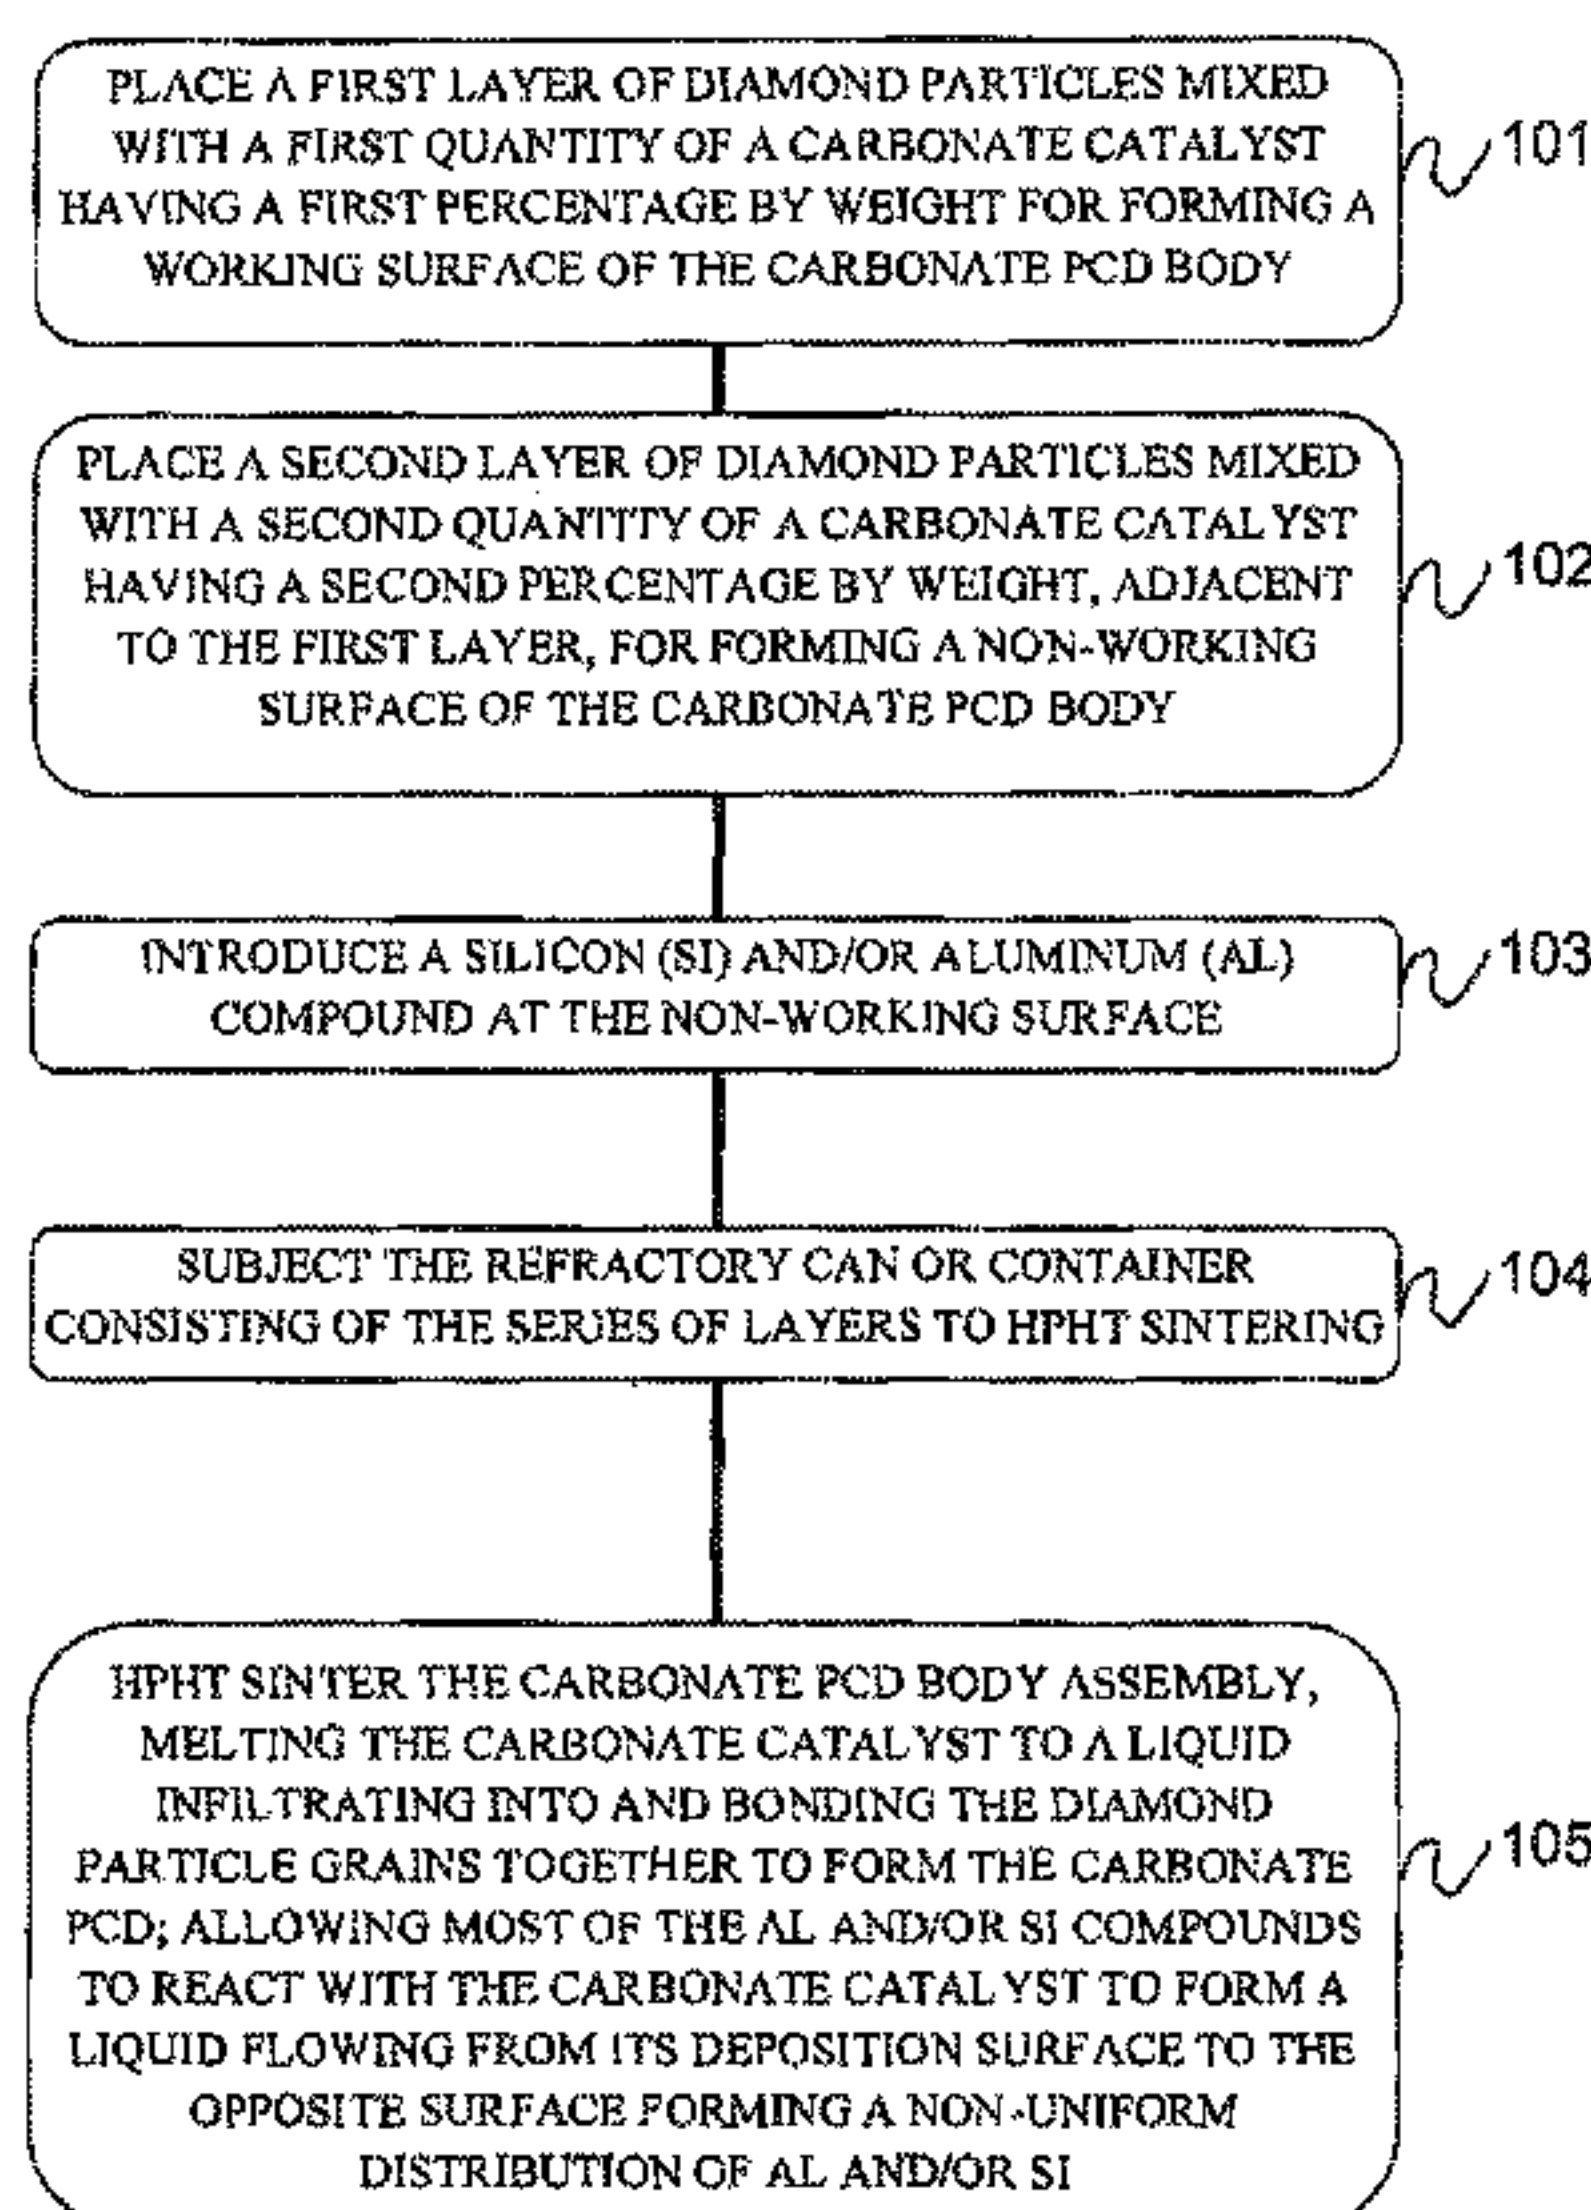 PLACE A FIRST LAYER OF DIAMOND PARTICLES MIXED
WITH A FIRST QUANTITY OF A CARBONATE CATALYST
HAVING A FIRST PERCENTAGE BY WEIGHT FOR FORMING A
WORKING SURFACE OF THE CARBONATE PCD BODY
101
PLACE A SECOND LAYER OF DIAMOND PARTICLES MIXED
WITH A SECOND QUANTITY OF A CARBONATE CATALYST
HAVING A SECOND PERCENTAGE BY WEIGHT, ADJACENT
TO THE FIRST LAYER, FOR FORMING A NON-WORKING
SURFACE OF THE CARBONATE PCD BODY
102
INTRODUCE A SILICON (SI) AND/OR ALUMINUM (AL)
COMPOUND AT THE NON-WORKING SURFACE
103
SUBJECT THE REFRACTORY CAN OR CONTAINER
CONSISTING OF THE SERIES OF LAYERS TO HPHT SINTERING
104
HPHT SINTER THE CARBONATE PCD BODY ASSEMBLY,
MELTING THE CARBONATE CATALYST TO A LIQUID
INFILTRATING INTO AND BONDING THE DIAMOND
PARTICLE GRAINS TOGETHER TO FORM THE CARBONATE
PCD; ALLOWING MOST OF THE AL AND/OR SI COMPOUNDS
TO REACT WITH THE CARBONATE CATALYST TO FORM A
LIQUID FLOWING FROM ITS DEPOSITION SURFACE TO THE
OPPOSITE SURFACE FORMING A NON-UNIFORM
DISTRIBUTION OF AL AND/OR SI
105